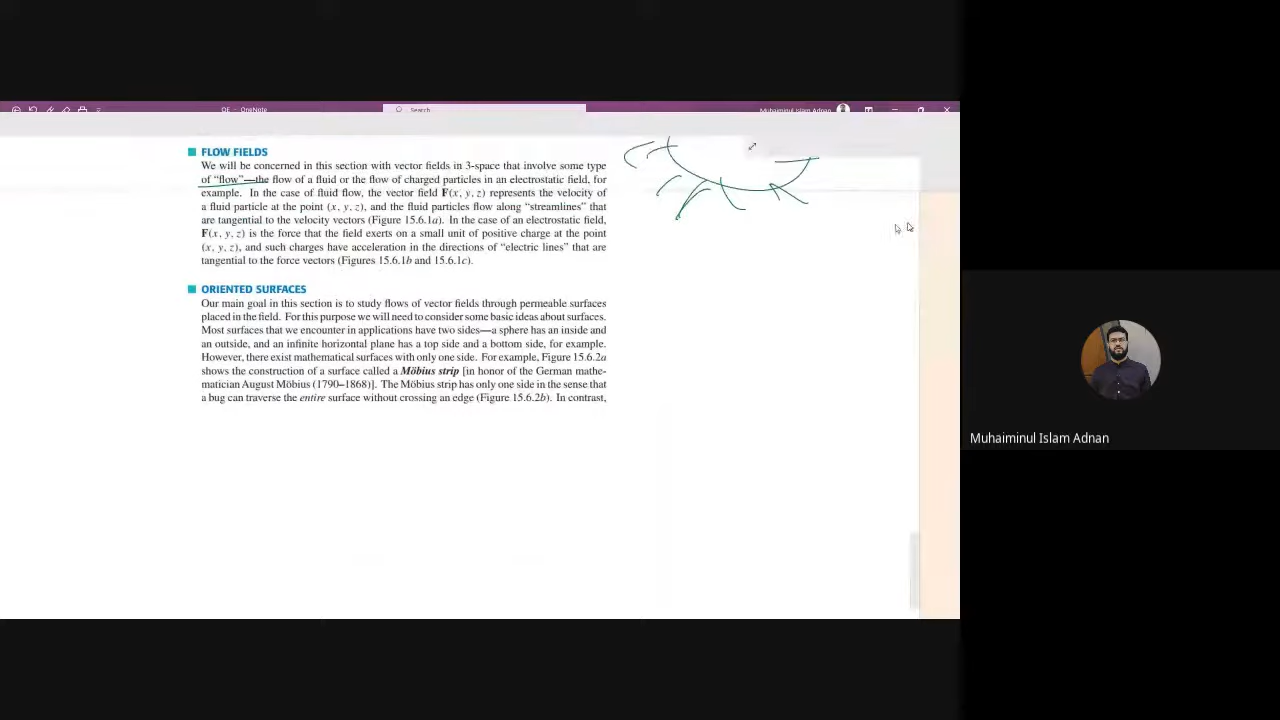 OE - OneNote
Search
Muhaiminul Islam Adnan
FLOW FIELDS
We will be concerned in this section with vector fields in 3-space that involve some type
of “flow”—the flow of a fluid or the flow of charged particles in an electrostatic field, for
example. In the case of fluid flow, the vector field F(x, y, z) represents the velocity of
a fluid particle at the point (x, y, z), and the fluid particles flow along “streamlines” that
are tangential to the velocity vectors (Figure 15.6.1a). In the case of an electrostatic field,
F(x, y, z) is the force that the field exerts on a small unit of positive charge at the point
(x, y, z), and such charges have acceleration in the directions of “electric lines” that are
tangential to the force vectors (Figures 15.6.1b and 15.6.1c).
ORIENTED SURFACES
Our main goal in this section is to study flows of vector fields through permeable surfaces
placed in the field. For this purpose we will need to consider some basic ideas about surfaces.
Most surfaces that we encounter in applications have two sides—a sphere has an inside and
an outside, and an infinite horizontal plane has a top side and a bottom side, for example.
However, there exist mathematical surfaces with only one side. For example, Figure 15.6.2a
shows the construction of a surface called a Möbius strip [in honor of the German mathe-
matician August Möbius (1790–1868)]. The Möbius strip has only one side in the sense that
a bug can traverse the entire surface without crossing an edge (Figure 15.6.2b). In contrast,
Muhaiminul Islam Adnan